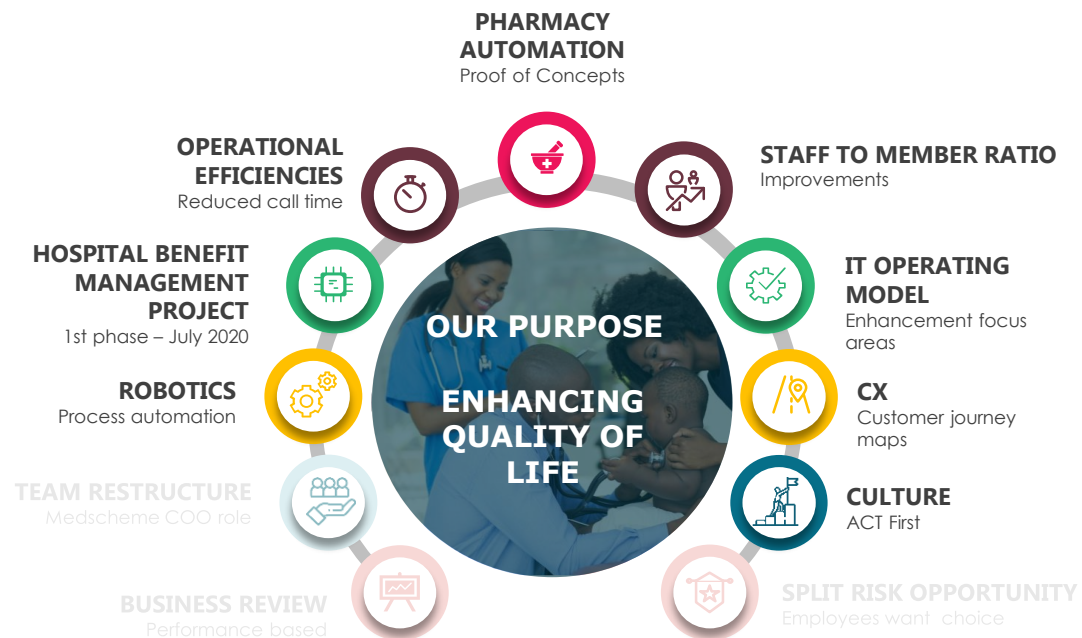 PHARMACY
AUTOMATION
Proof of Concepts
OPERATIONAL
EFFICIENCIES
Reduced call time
STAFF TO MEMBER RATIO
Improvements
HOSPITAL BENEFIT
MANAGEMENT
PROJECT
1st phase – July 2020
IT OPERATING
MODEL
Enhancement focus
areas
OUR PURPOSE
ENHANCING
QUALITY OF
LIFE
ROBOTICS
Process automation
CX
Customer journey
maps
TEAM RESTRUCTURE
Medscheme COO role
CULTURE
ACT First
BUSINESS REVIEW
Performance based
SPLIT RISK OPPORTUNITY
Employees want choice